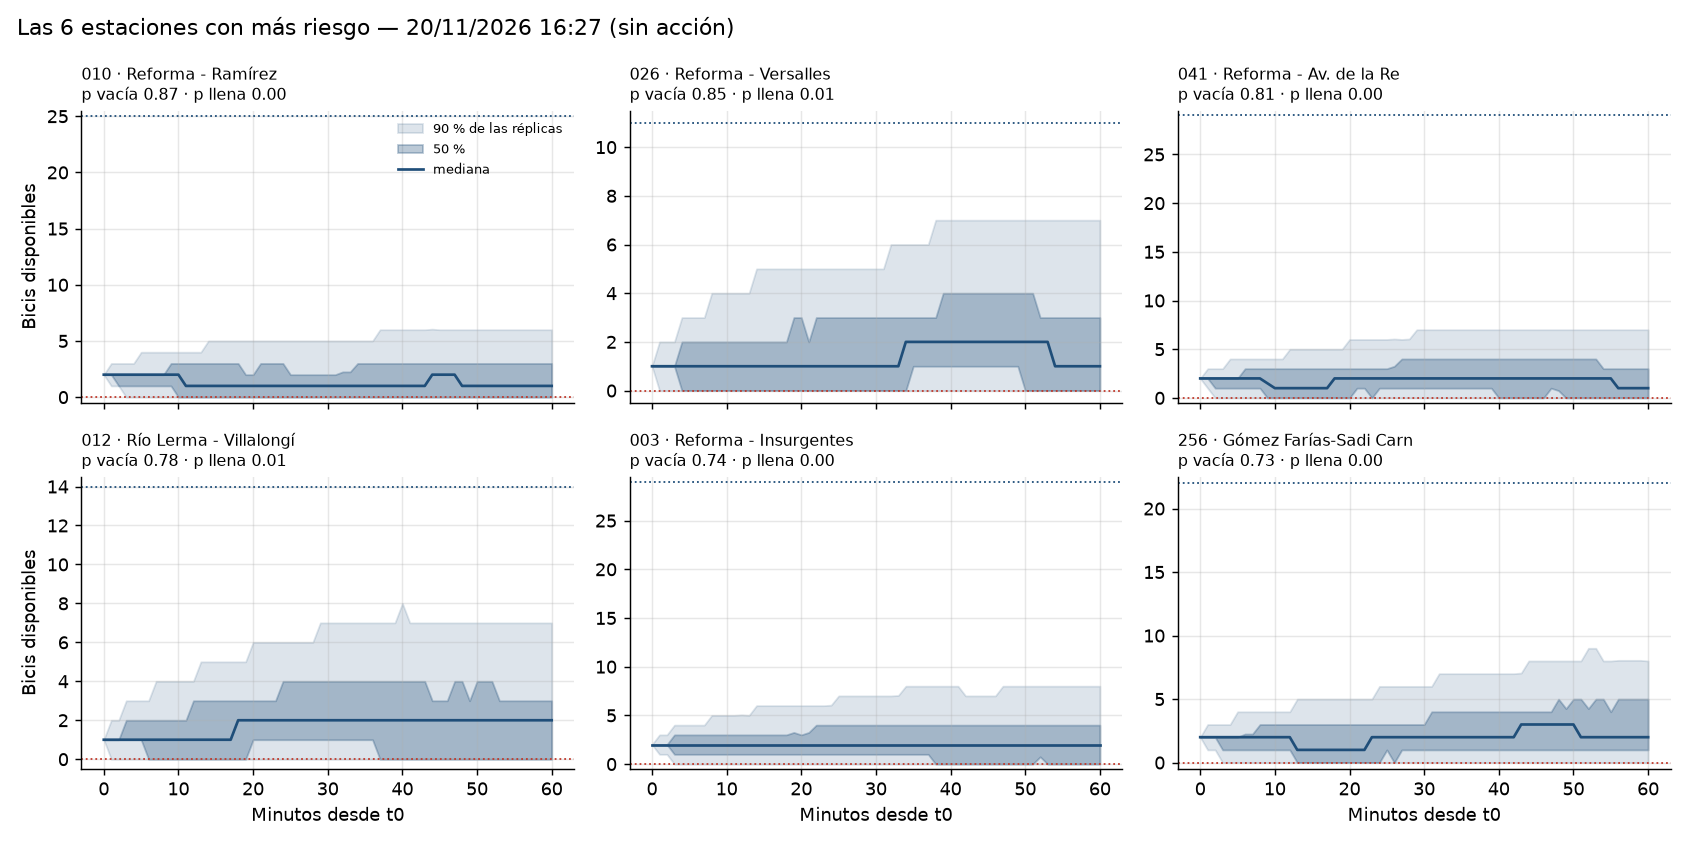 Las 6 estaciones con más riesgo — 20/11/2026 16:27 (sin acción)
010 · Reforma - Ramírez
p vacía 0.87 · p llena 0.00
026 · Reforma - Versalles
p vacía 0.85 · p llena 0.01
041 · Reforma - Av. de la Re
p vacía 0.81 · p llena 0.00
Bicis disponibles
25
20
15
10
5
0
90 % de las réplicas
50 %
mediana
10
8
6
4
2
0
25
20
15
10
5
0
012 · Río Lerma - Villalongí
p vacía 0.78 · p llena 0.01
003 · Reforma - Insurgentes
p vacía 0.74 · p llena 0.00
256 · Gómez Farías-Sadi Carn
p vacía 0.73 · p llena 0.00
Bicis disponibles
14
12
10
8
6
4
2
0
25
20
15
10
5
0
20
15
10
5
0
0 10 20 30 40 50 60
0 10 20 30 40 50 60
0 10 20 30 40 50 60
Minutos desde t0
Minutos desde t0
Minutos desde t0